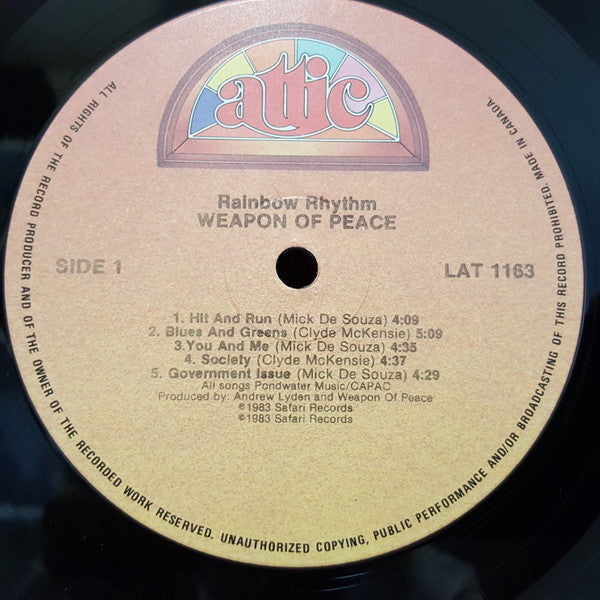 attic
Rainbow Rhythm
WEAPON OF PEACE
SIDE 1
LAT 1163
1. Hit And Run (Mick De Souza) 4:09
2. Blues And Greens (Clyde McKensie) 5:09
3.You and Me (Mick De Souza) 4:35
4. Society (Clyde McKensie) 4:37
5. Government Issue (Mick De Souza) 4:29
All songs Pondwater Music/CAPAC
Produced by: Andrew Lyden and Weapon Of Peace
℗1983 Safari Records
©1983 Safari Records
ALL RIGHTS OF THE RECORD PRODUCER AND OF THE OWNER OF THE RECORDED WORK RESERVED. UNAUTHORIZED COPYING, PUBLIC PERFORMANCE AND/OR BROADCASTING OF THIS RECORD PROHIBITED. MADE IN CANADA.